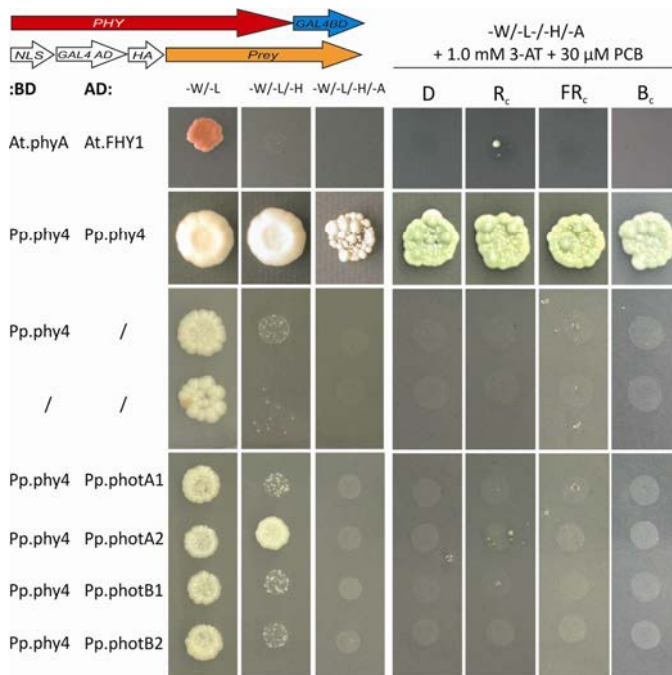 PHY GAL4BD
-W/-L-/-H/-A
NLS GAL4 AD HA Prey
+ 1.0 mM 3-AT + 30 µM PCB
:BD AD: -W/-L -W/-L/-H -W/-L/-H/-A D Rc FRc Bc
At.phyA At.FHY1
Pp.phy4 Pp.phy4
Pp.phy4 /
/ /
Pp.phy4 Pp.photA1
Pp.phy4 Pp.photA2
Pp.phy4 Pp.photB1
Pp.phy4 Pp.photB2